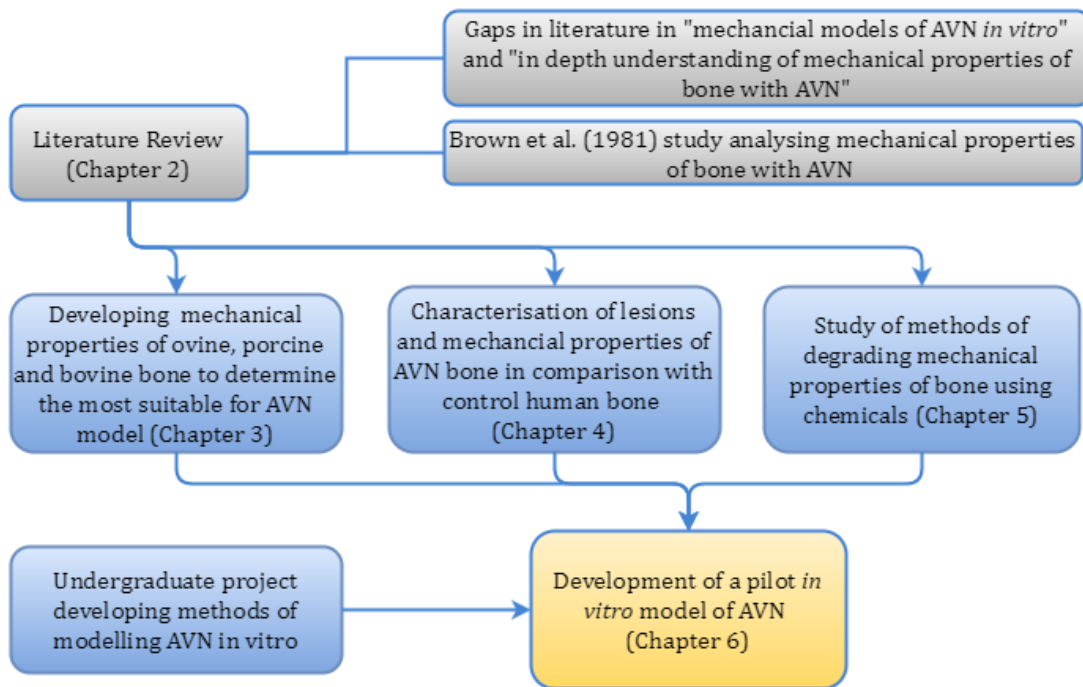 Gaps in literature in "mechancial models of AVN in vitro"
and "in depth understanding of mechanical properties of
bone with AVN"
Literature Review
(Chapter 2)
Brown et al. (1981) study analysing mechanical properties
of bone with AVN
Developing mechanical
properties of ovine, porcine
and bovine bone to determine
the most suitable for AVN
model (Chapter 3)
Characterisation of lesions
and mechancial properties of
AVN bone in comparison with
control human bone
(Chapter 4)
Study of methods of
degrading mechanical
properties of bone using
chemicals (Chapter 5)
Undergraduate project
developing methods of
modelling AVN in vitro
Development of a pilot in
vitro model of AVN
(Chapter 6)